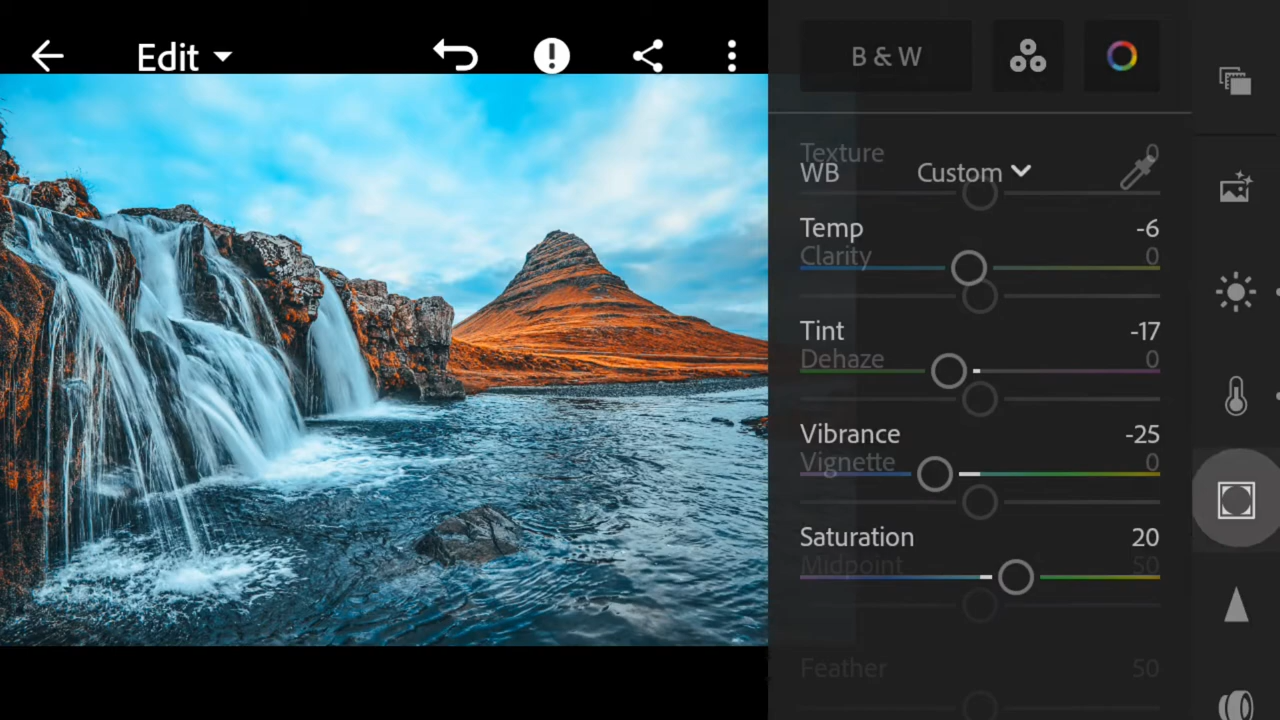 Edit
B & W
Texture 0
WB Custom
Temp -6
Clarity 0
Tint -17
Dehaze 0
Vibrance -25
Vignette 0
Saturation 20
Midpoint 50
Feather 50